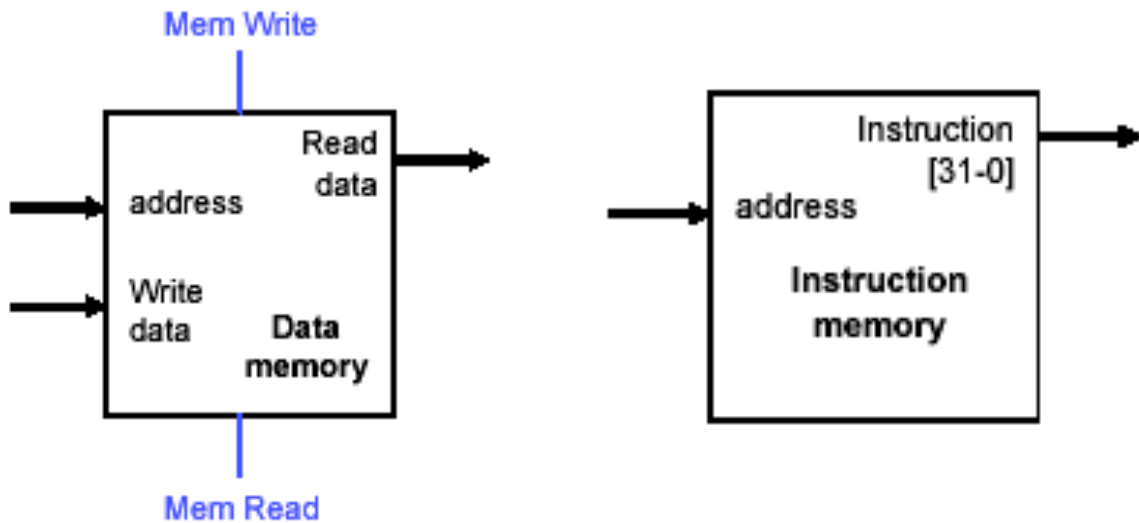 Mem Write
Read
data
address
Write
data
Data
memory
Mem Read
Instruction
[31-0]
address
Instruction
memory